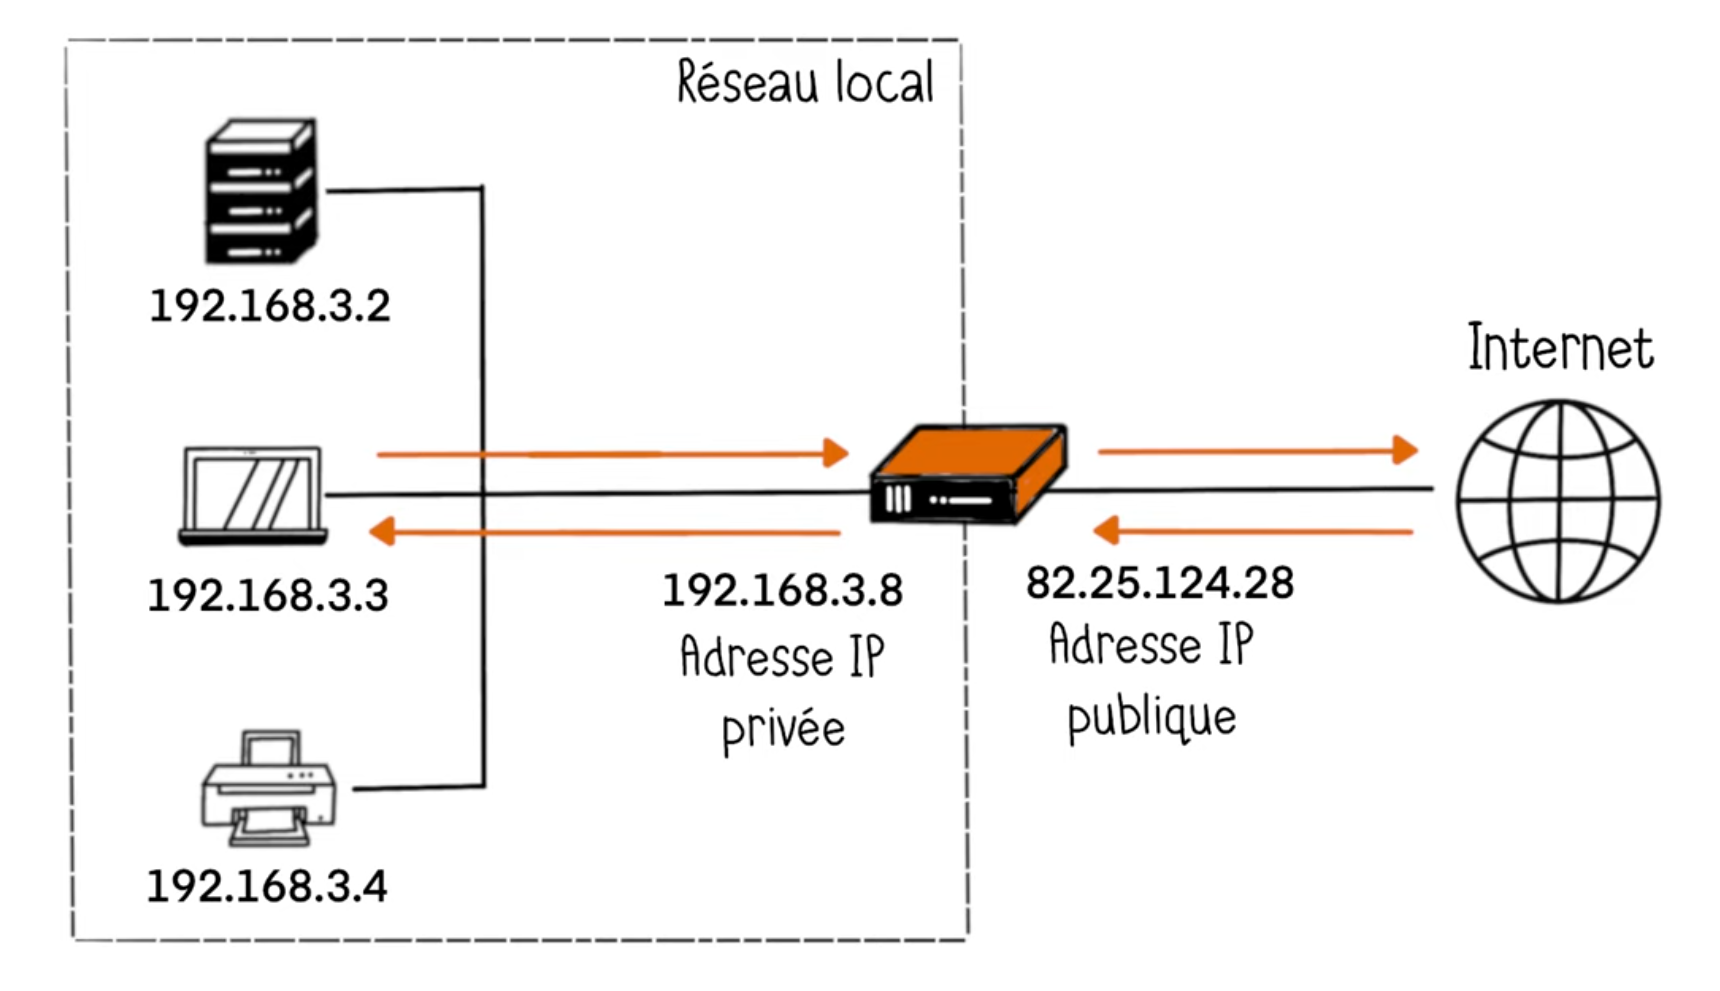 Réseau local
192.168.3.2
Internet
192.168.3.3
192.168.3.8
Adresse IP
privée
82.25.124.28
Adresse IP
publique
192.168.3.4